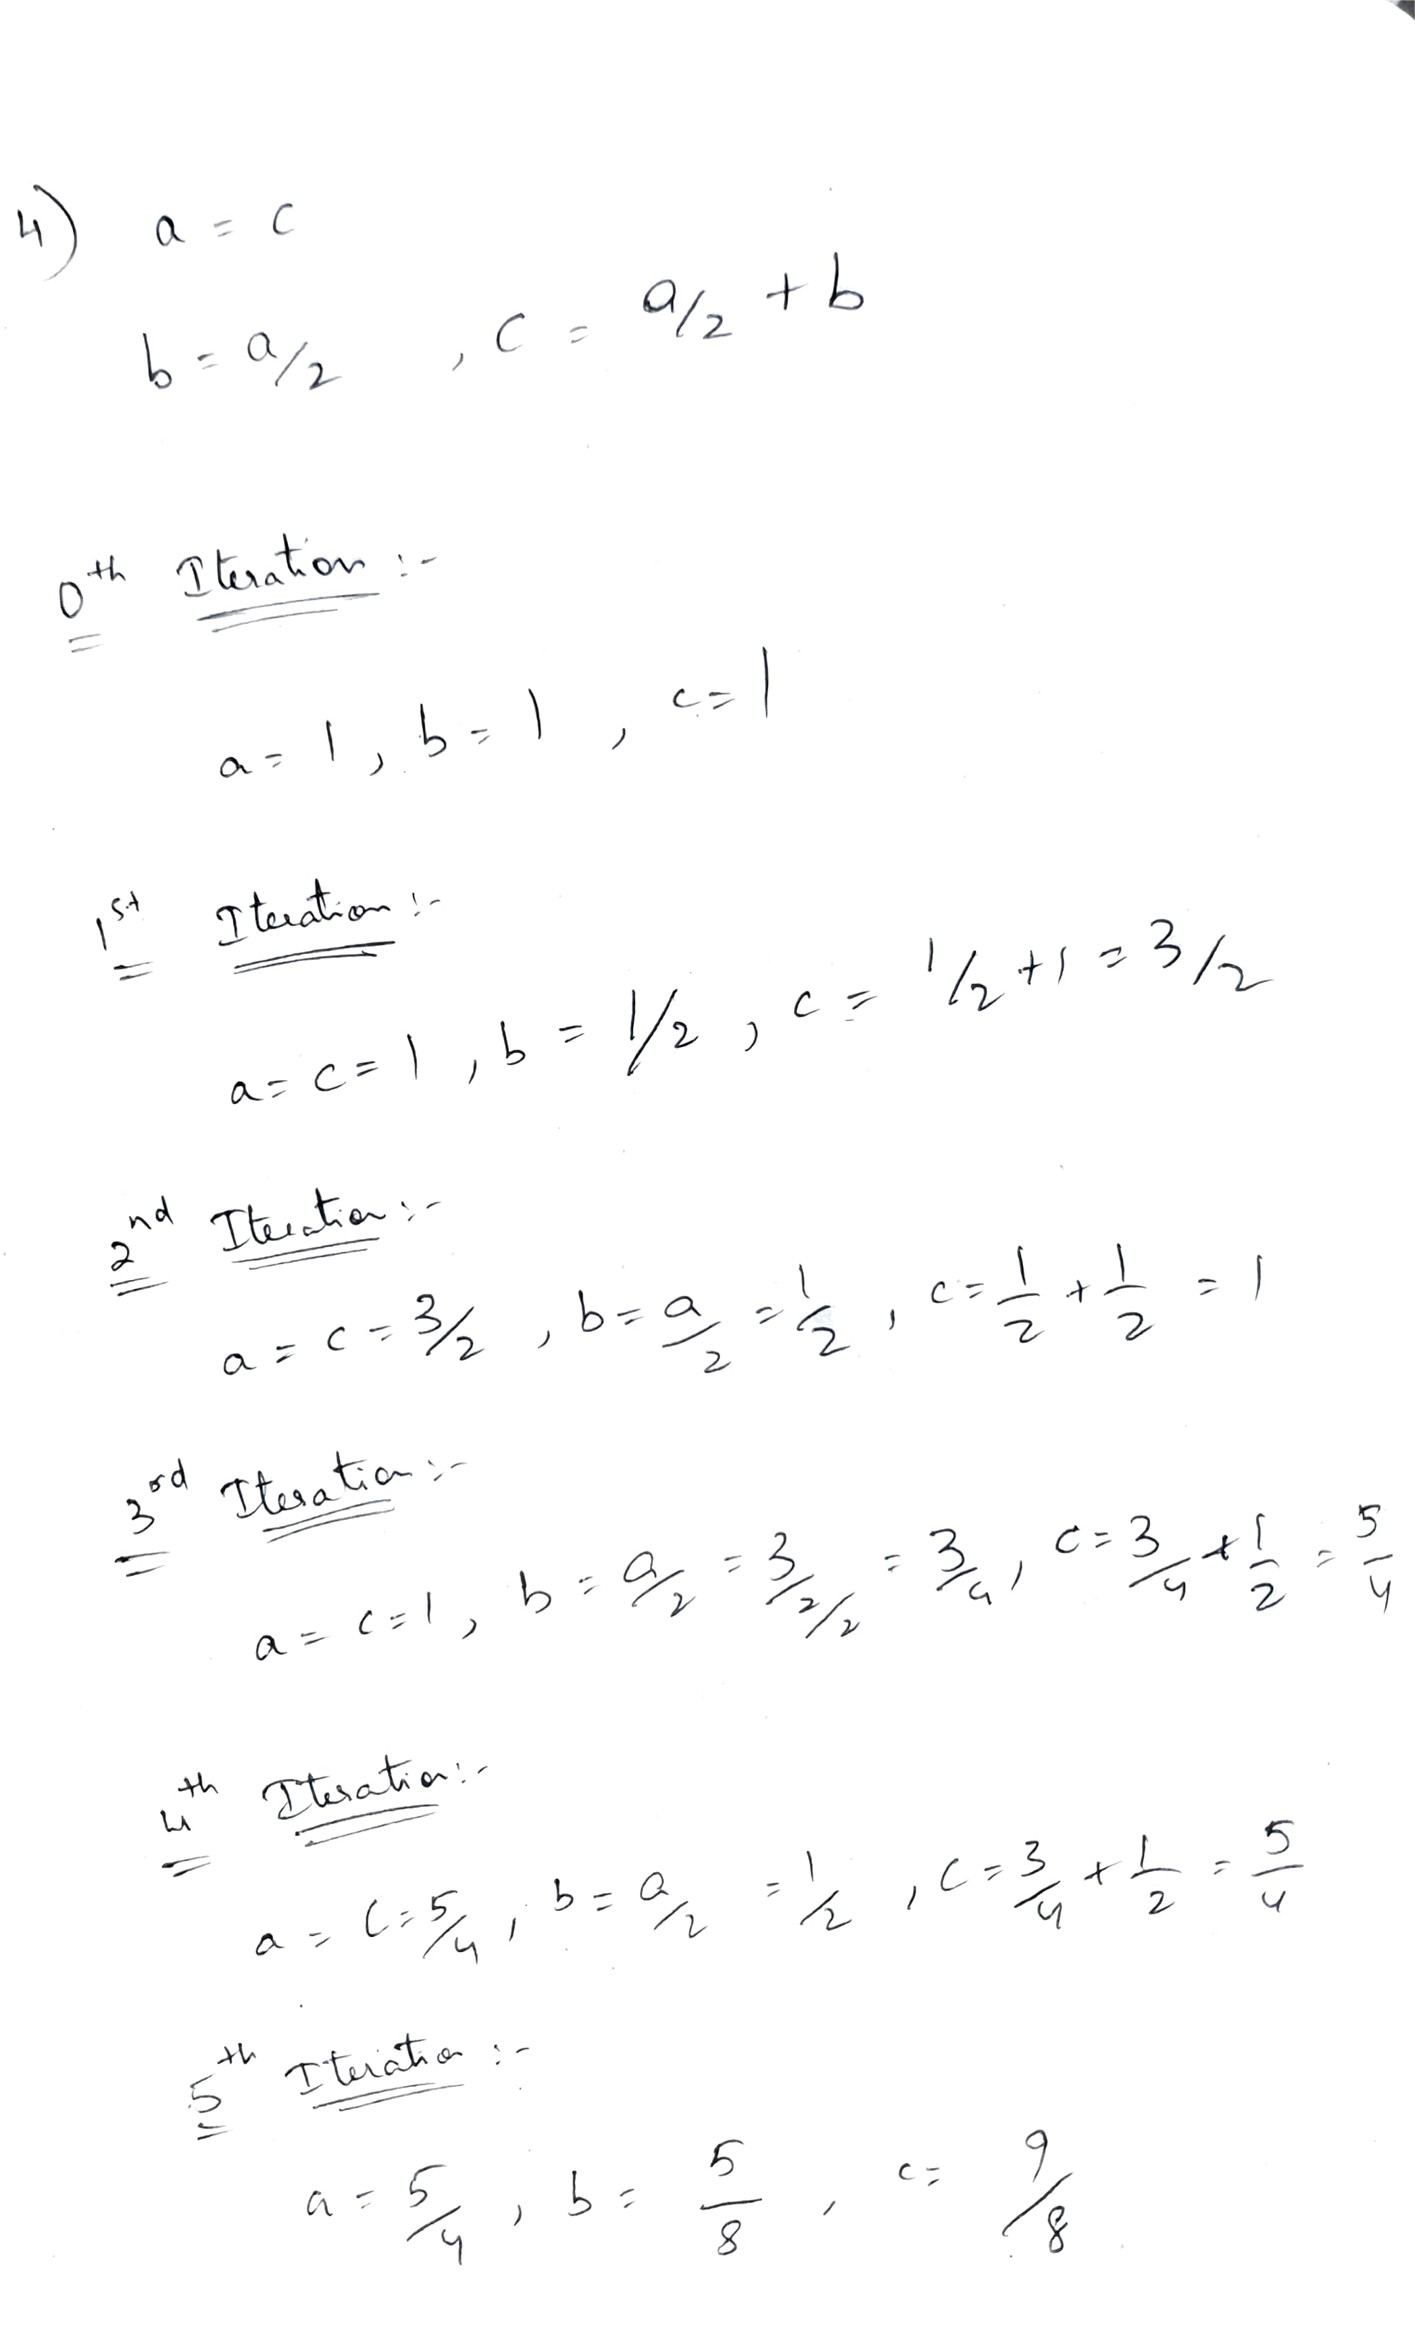 4) a = c
b = a/2 , c = a/2 + b
0th Iteration :-
a = 1 , b = 1 , c = 1
1st Iteration :-
a = c = 1 , b = 1/2 , c = 1/2 + 1 = 3/2
2nd Iteration :-
a = c = 3/2 , b = a/2 = 1/2 , c = 1/2 + 1/2 = 1
3rd Iteration :-
a = c = 1 , b = a/2 = 3/2/2 = 3/4 , c = 3/4 + 1/2 = 5/4
4th Iteration :-
a = c = 5/4 , b = a/2 = 1/2 , c = 3/4 + 1/2 = 5/4
5th Iteration :-
a = 5/4 , b = 5/8 , c = 9/8